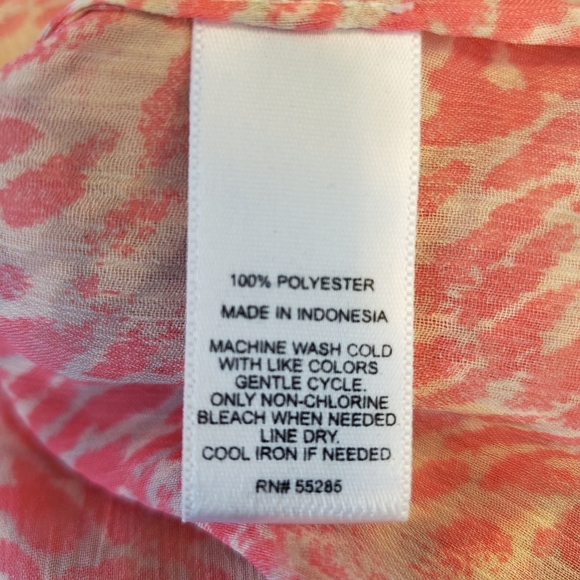 100% POLYESTER
MADE IN INDONESIA
MACHINE WASH COLD
WITH LIKE COLORS
GENTLE CYCLE.
ONLY NON-CHLORINE
BLEACH WHEN NEEDED
LINE DRY.
COOL IRON IF NEEDED
RN# 55285